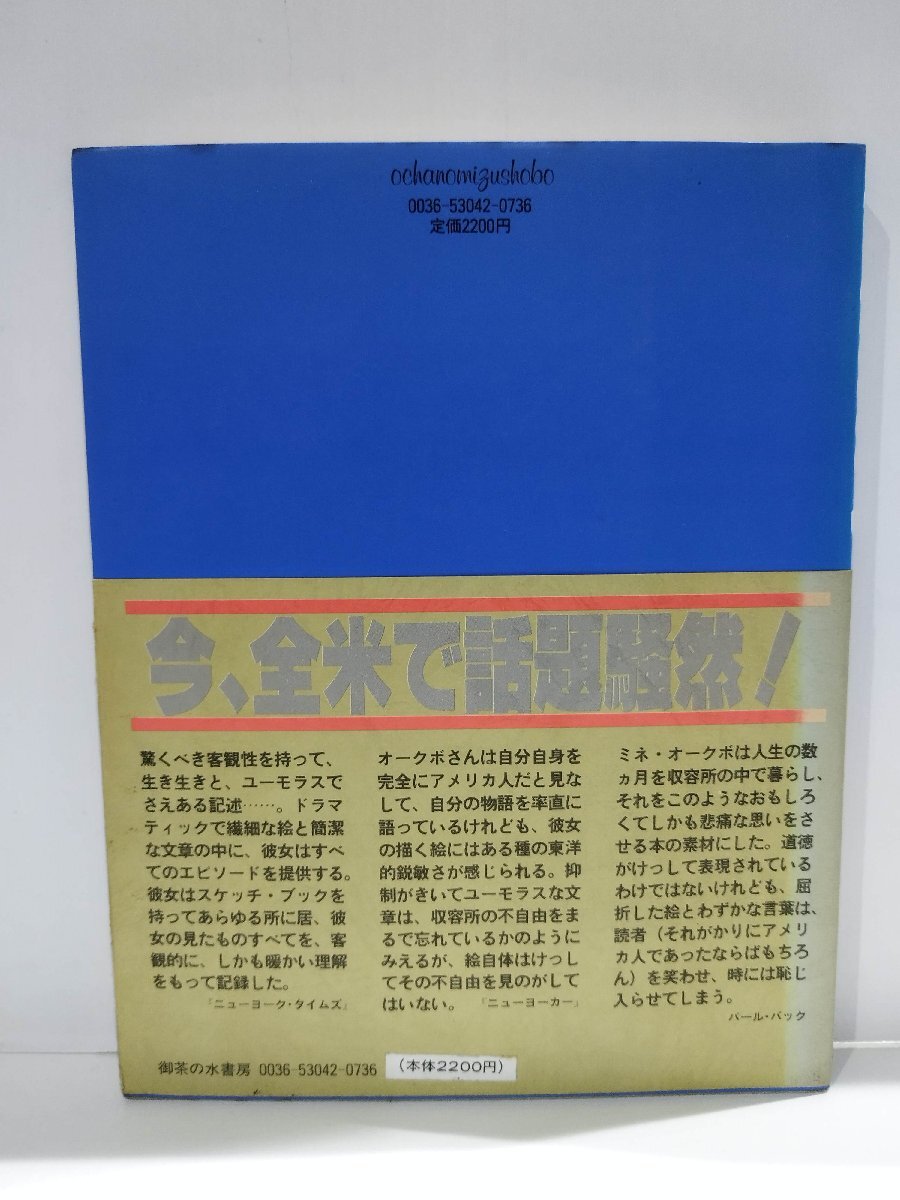 ochanomizushobo
0036-53042-0736
定価2200円
今、全米で話題騒然!
驚くべき客観性を持って、
生き生きと、ユーモラスで
さえある記述……。ドラマ
ティックで繊細な絵と簡潔
な文章の中に、彼女はすべ
てのエピソードを提供する。
彼女はスケッチ・ブックを
持ってあらゆる所に居、彼
女の見たものすべてを、客
観的に、しかも暖かい理解
をもって記録した。
『ニューヨーク・タイムズ』
オークボさんは自分自身を
完全にアメリカ人だと見な
して、自分の物語を率直に
語っているけれども、彼女
の描く絵にはある種の東洋
的鋭敏さが感じられる。抑
制がきいてユーモラスな文
章は、収容所の不自由をま
るで忘れているかのように
みえるが、絵自体はけっし
てその不自由を見のがして
はいない。『ニューヨーカー』
ミネ・オークボは人生の数
ヵ月を収容所の中で暮らし、
それをこのようなおもしろ
くてしかも悲痛な思いをさ
せる本の素材にした。道徳
がけっして表現されている
わけではないけれども、屈
折した絵とわずかな言葉は、
読者(それがかりにアメリ
カ人であったならばもちろ
ん)を笑わせ、時には恥じ
入らせてしまう。
パール・バック
御茶の水書房 0036-53042-0736 (本体2200円)